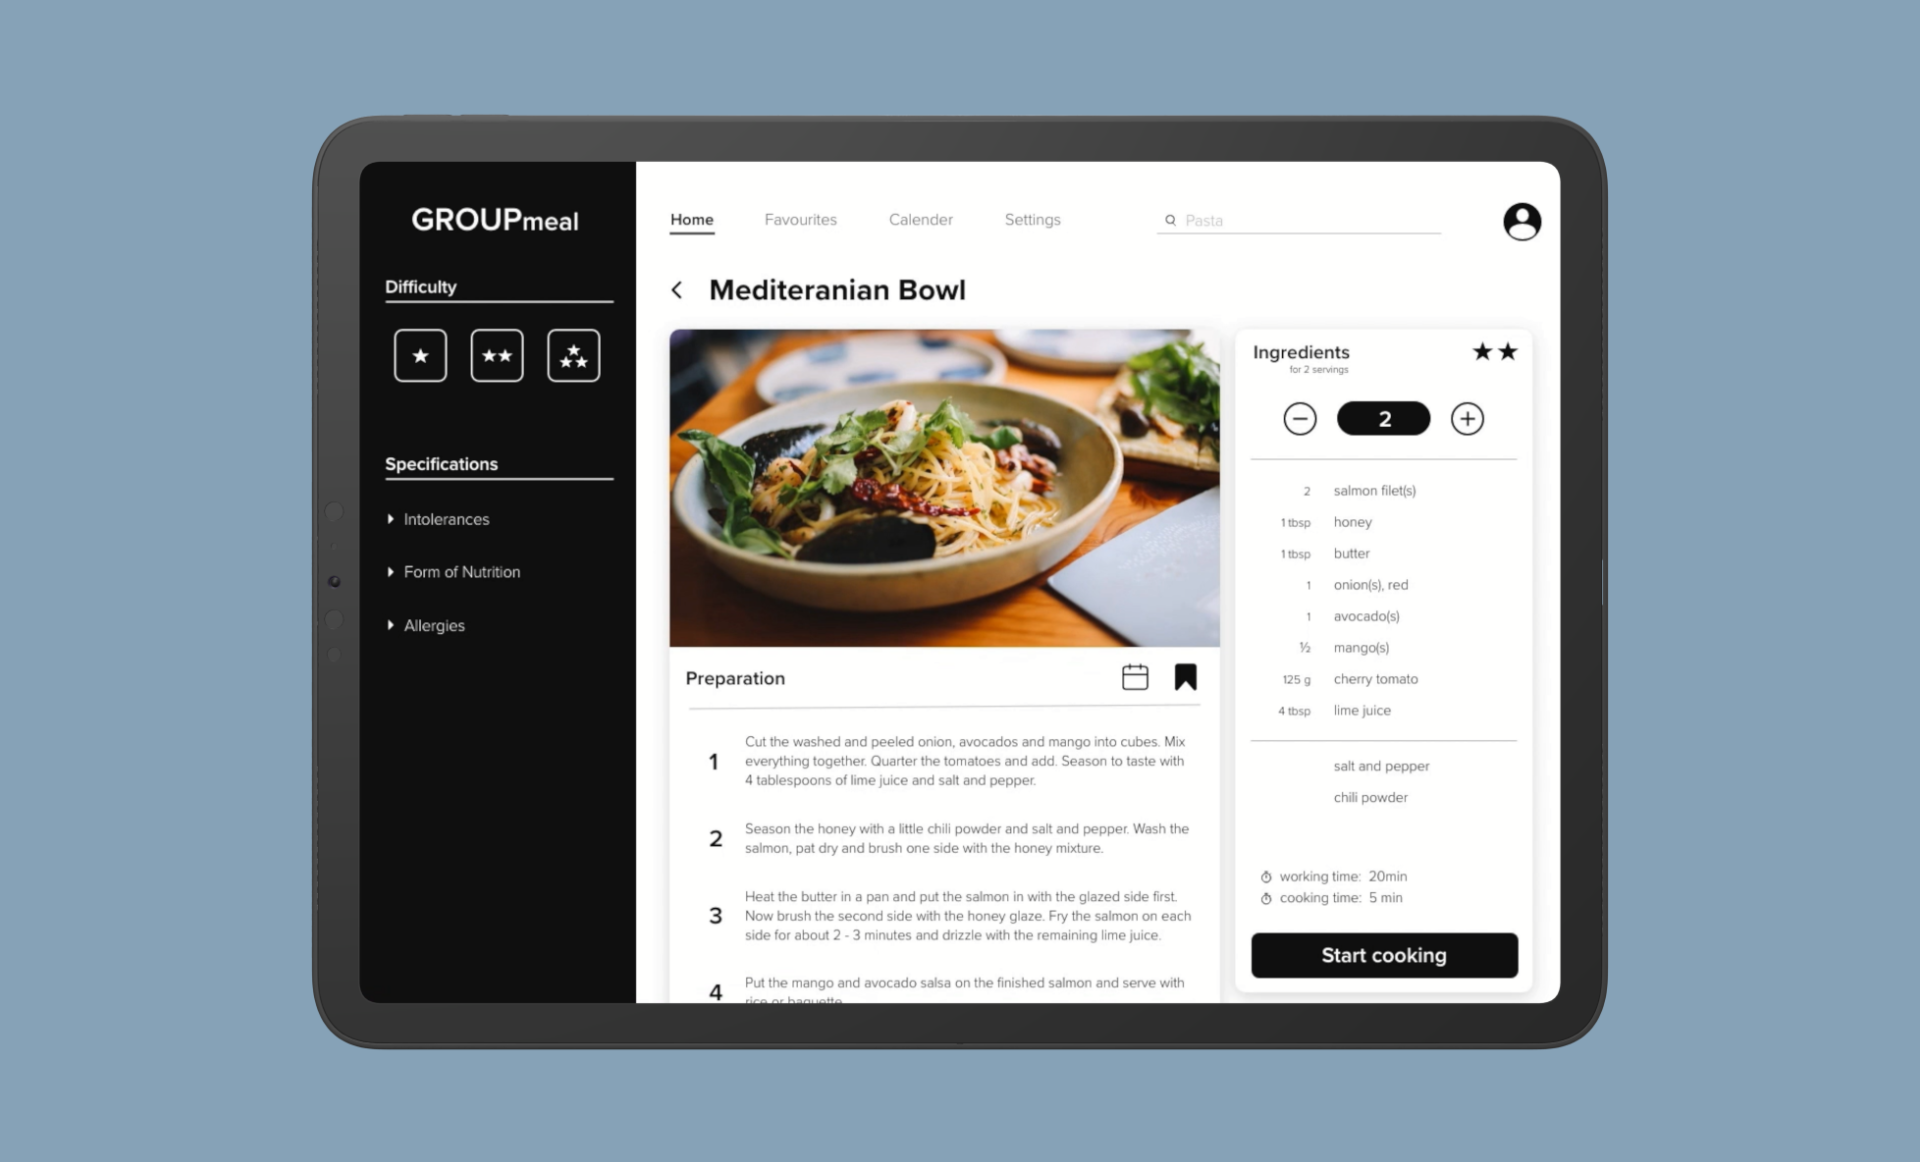 GROUPmeal
Difficulty
Specifications
Intolerances
Form of Nutrition
Allergies
Home
Favourites
Calender
Settings
Pasta
Mediteranian Bowl
Preparation
1
Cut the washed and peeled onion, avocados and mango into cubes. Mix
everything together. Quarter the tomatoes and add. Season to taste with
4 tablespoons of lime juice and salt and pepper.
2
Season the honey with a little chili powder and salt and pepper. Wash the
salmon, pat dry and brush one side with the honey mixture.
3
Heat the butter in a pan and put the salmon in with the glazed side first.
Now brush the second side with the honey glaze. Fry the salmon on each
side for about 2 - 3 minutes and drizzle with the remaining lime juice.
4
Put the mango and avocado salsa on the finished salmon and serve with
rice or baguette
Ingredients
for 2 servings
2
2 salmon filet(s)
1 tbsp honey
1 tbsp butter
1 onion(s), red
1 avocado(s)
½ mango(s)
125 g cherry tomato
4 tbsp lime juice
salt and pepper
chili powder
working time: 20min
cooking time: 5 min
Start cooking